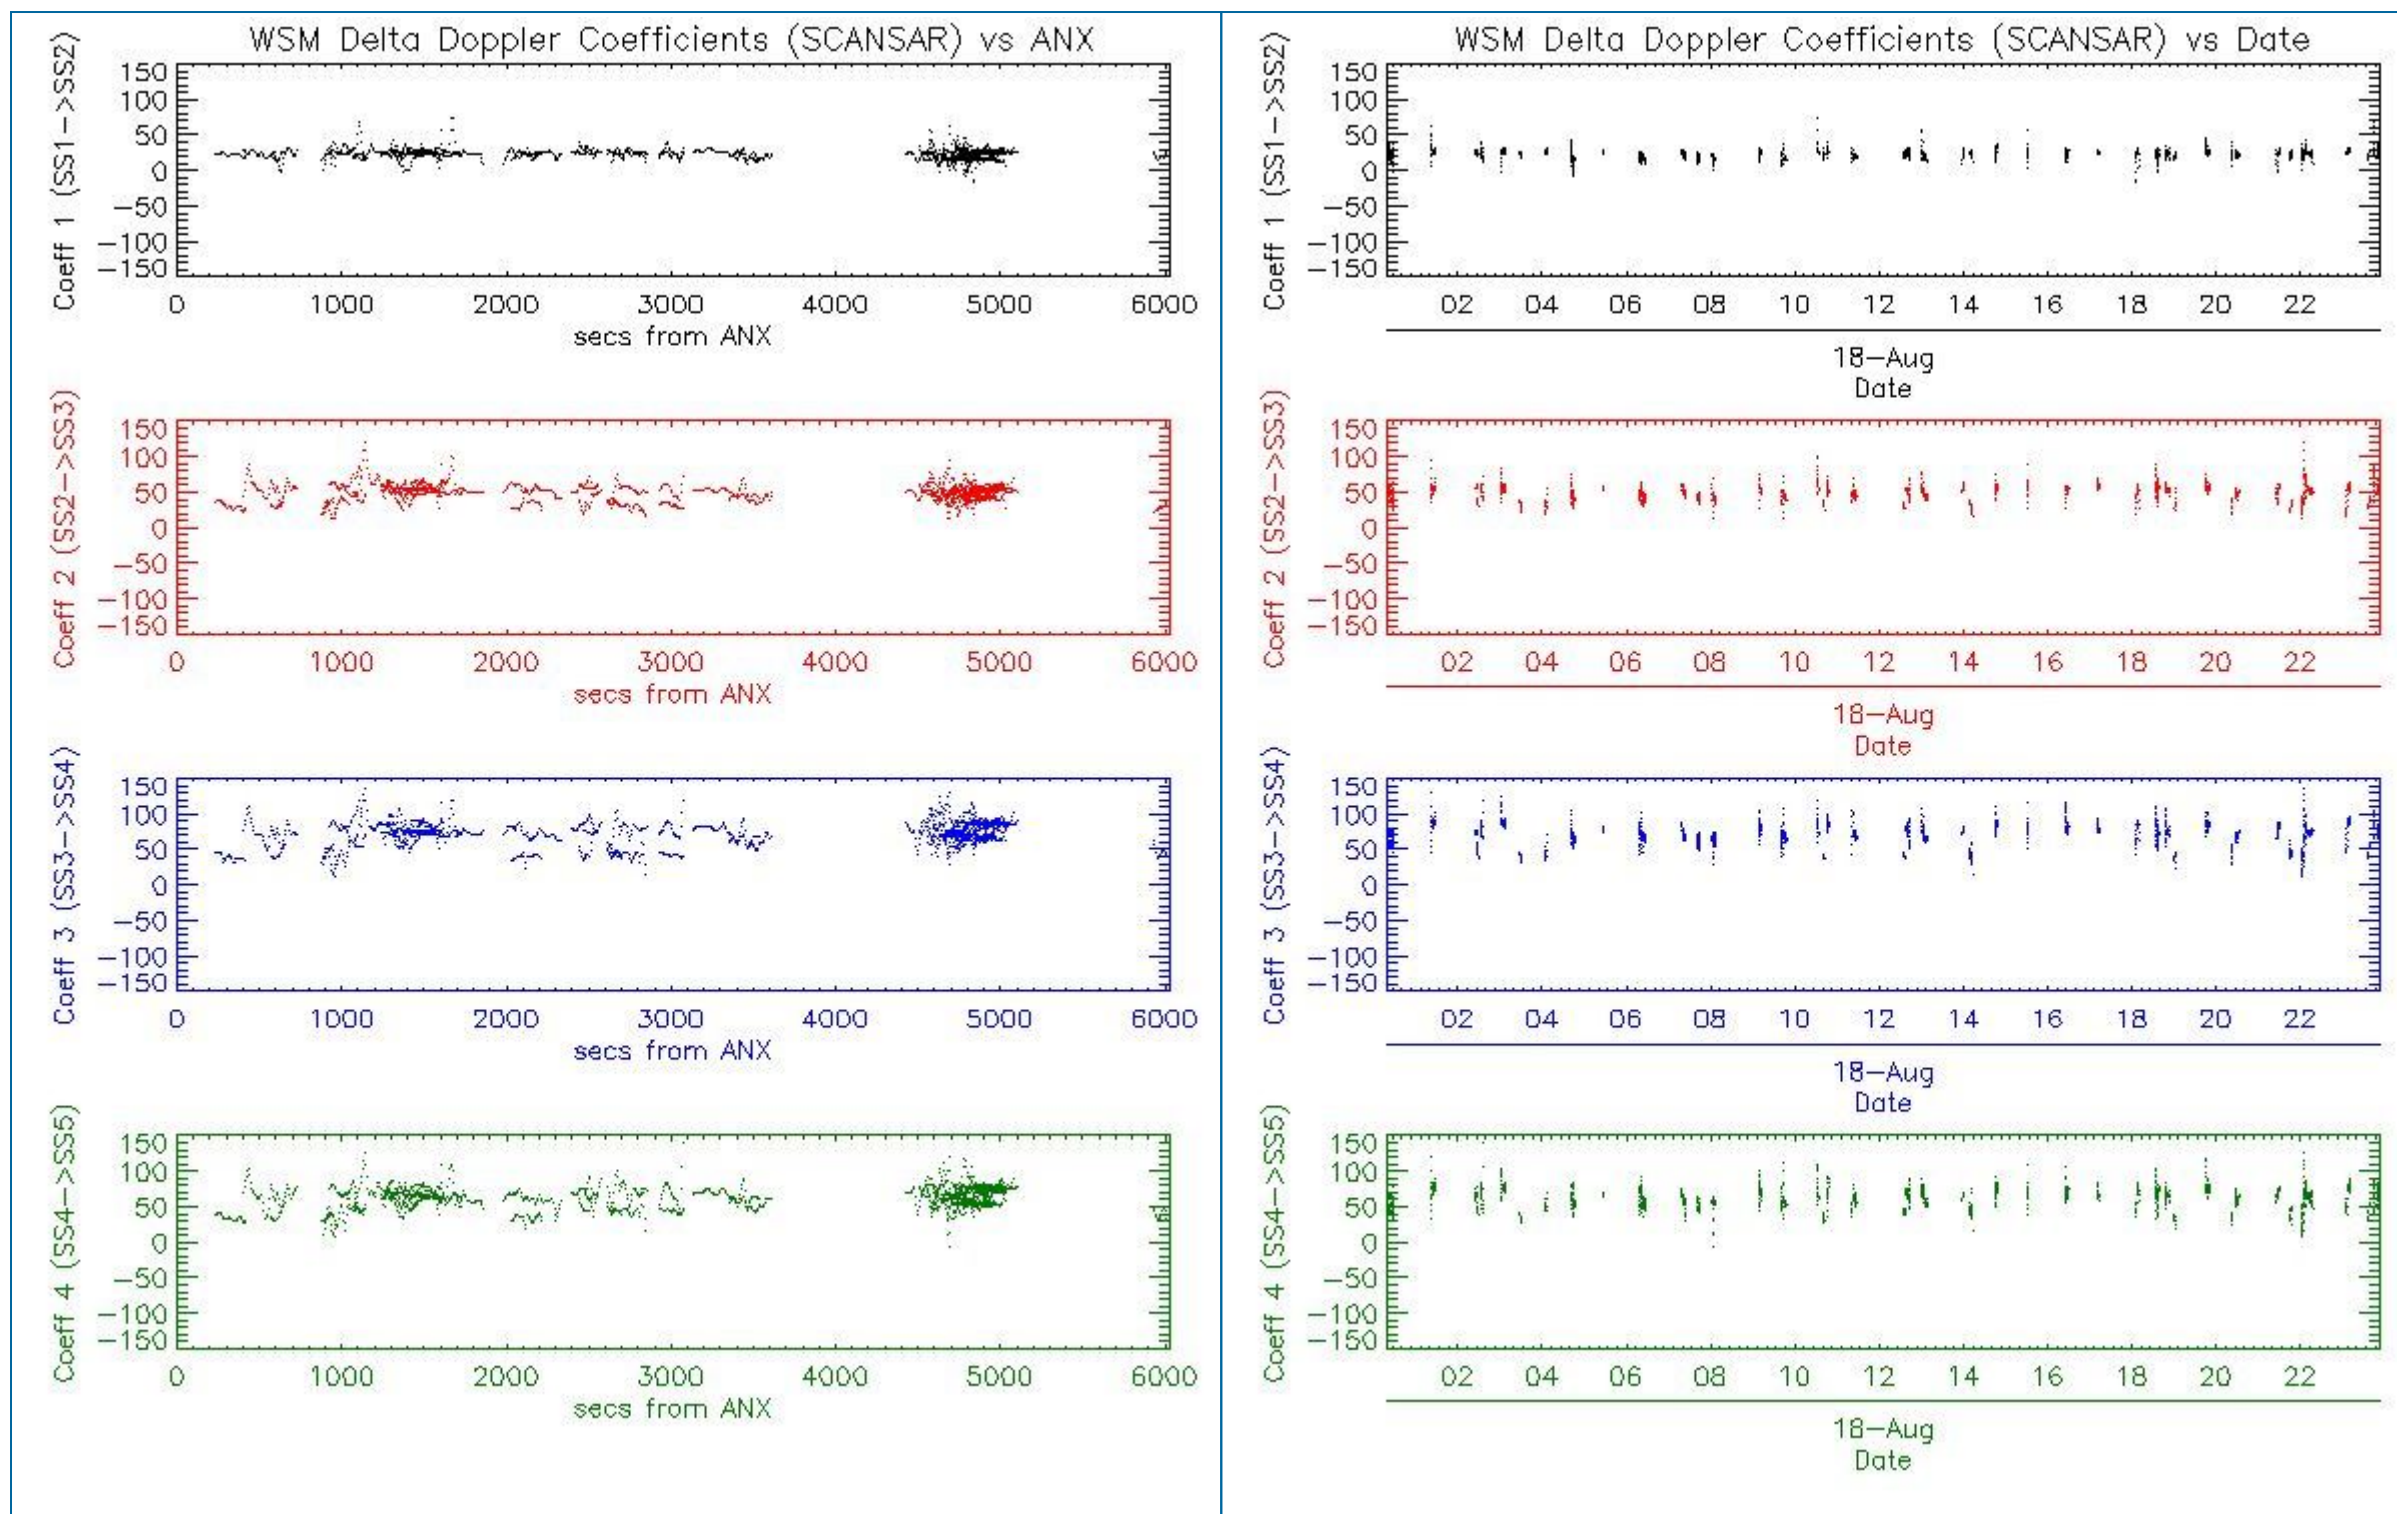 WSM Delta Doppler Coefficients (SCANSAR) vs ANX
Coeff 1 (SS1->SS2)
150
100
50
0
-50
-100
-150
0 1000 2000 3000 4000 5000 6000
secs from ANX
Coeff 2 (SS2->SS3)
150
100
50
0
-50
-100
-150
0 1000 2000 3000 4000 5000 6000
secs from ANX
Coeff 3 (SS3->SS4)
150
100
50
0
-50
-100
-150
0 1000 2000 3000 4000 5000 6000
secs from ANX
Coeff 4 (SS4->SS5)
150
100
50
0
-50
-100
-150
0 1000 2000 3000 4000 5000 6000
secs from ANX
WSM Delta Doppler Coefficients (SCANSAR) vs Date
Coeff 1 (SS1->SS2)
150
100
50
0
-50
-100
-150
02 04 06 08 10 12 14 16 18 20 22
18-Aug
Date
Coeff 2 (SS2->SS3)
150
100
50
0
-50
-100
-150
02 04 06 08 10 12 14 16 18 20 22
18-Aug
Date
Coeff 3 (SS3->SS4)
150
100
50
0
-50
-100
-150
02 04 06 08 10 12 14 16 18 20 22
18-Aug
Date
Coeff 4 (SS4->SS5)
150
100
50
0
-50
-100
-150
02 04 06 08 10 12 14 16 18 20 22
18-Aug
Date